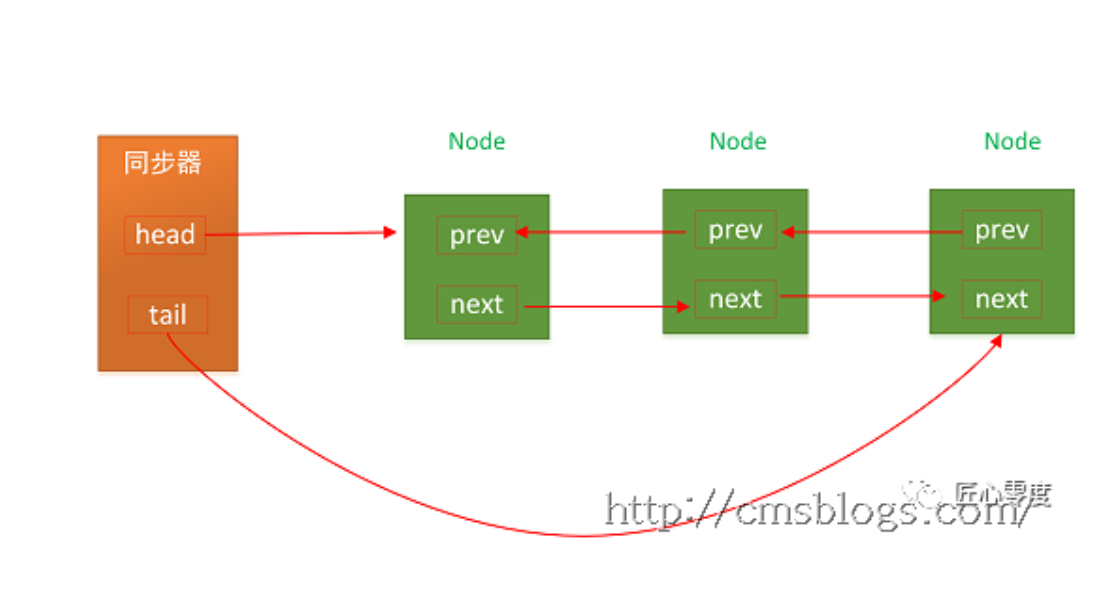 同步器
head
tail
Node
prev
next
Node
prev
next
Node
prev
next
匠心零度
http://cmsblogs.com/